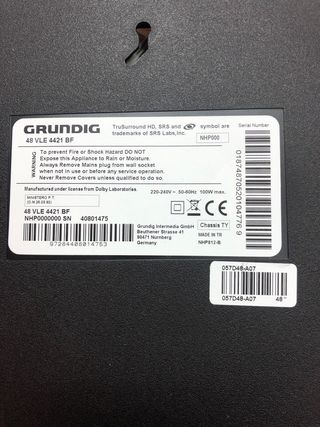 GRUNDIG
48 VLE 4421 BF
TruSurround HD, SRS and symbol are
trademarks of SRS Labs,Inc.
NHP000
Serial Number
WARNING
To prevent Fire or Shock Hazard DO NOT
Expose this Appliance to Rain or Moisture.
Always Remove Mains plug from wall socket
when not in use or before any service operation.
Never Remove Covers unless qualified to do so.
Manufactured under license from Dolby Laboratories.
220-240V ~ 50-60Hz 100W max.
MINISTERO P.T.
48 VLE 4421 BF
NHP0000000 SN 40801475
Grundig Intermedia GmbH
Beuthener Strasse 41
90471 Nürnberg
Germany
Chassis TY
MADE IN TR
NHP812-B
057D48-A07
057D48-A07 48"